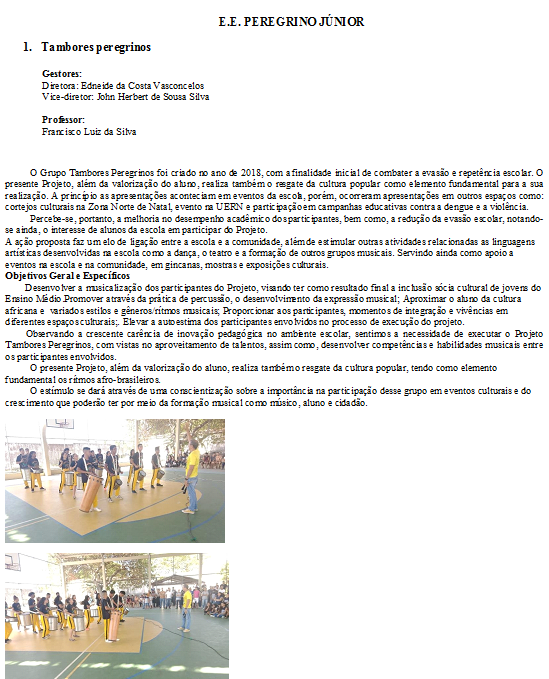 E.E. PEREGRINO JÚNIOR
1. Tambores peregrinos
Gestores:
Diretora: Edneide da Costa Vasconcelos
Vice-diretor: John Herbert de Sousa Silva
Professor:
Francisco Luiz da Silva
O Grupo Tambores Peregrinos foi criado no ano de 2018, com a finalidade inicial de combater a evasão e repetência escolar. O
presente Projeto, além da valorização do aluno, realiza também o resgate da cultura popular como elemento fundamental para a sua
realização. A princípio as apresentações aconteciam em eventos da escola, porém, ocorreram apresentações em outros espaços como:
cortejos culturais na Zona Norte de Natal, evento na UERN e participação em campanhas educativas contra a dengue e a violência.
Percebe-se, portanto, a melhoria no desempenho acadêmico dos participantes, bem como, a redução da evasão escolar, notando-
se ainda, o interesse de alunos da escola em participar do Projeto.
A ação proposta faz um elo de ligação entre a escola e a comunidade, além de estimular outras atividades relacionadas as linguagens
artísticas desenvolvidas na escola como a dança, o teatro e a formação de outros grupos musicais. Servindo ainda como apoio a
eventos na escola e na comunidade, em gincanas, mostras e exposições culturais.
Objetivos Geral e Específicos
Desenvolver a musicalização dos participantes do Projeto, visando ter como resultado final a inclusão sócia cultural de jovens do
Ensino Médio.Promover através da prática de percussão, o desenvolvimento da expressão musical; Aproximar o aluno da cultura
africana e variados estilos e gêneros/ritmos musicais; Proporcionar aos participantes, momentos de integração e vivências em
diferentes espaços culturais;. Elevar a autoestima dos participantes envolvidos no processo de execução do projeto.
Observando a crescente carência de inovação pedagógica no ambiente escolar, sentimos a necessidade de executar o Projeto
Tambores Peregrinos, com vistas no aproveitamento de talentos, assim como, desenvolver competências e habilidades musicais entre
os participantes envolvidos.
O presente Projeto, além da valorização do aluno, realiza também o resgate da cultura popular, tendo como elemento
fundamental os ritmos afro-brasileiros.
O estímulo se dará através de uma conscientização sobre a importância na participação desse grupo em eventos culturais e do
crescimento que poderão ter por meio da formação musical como músico, aluno e cidadão.